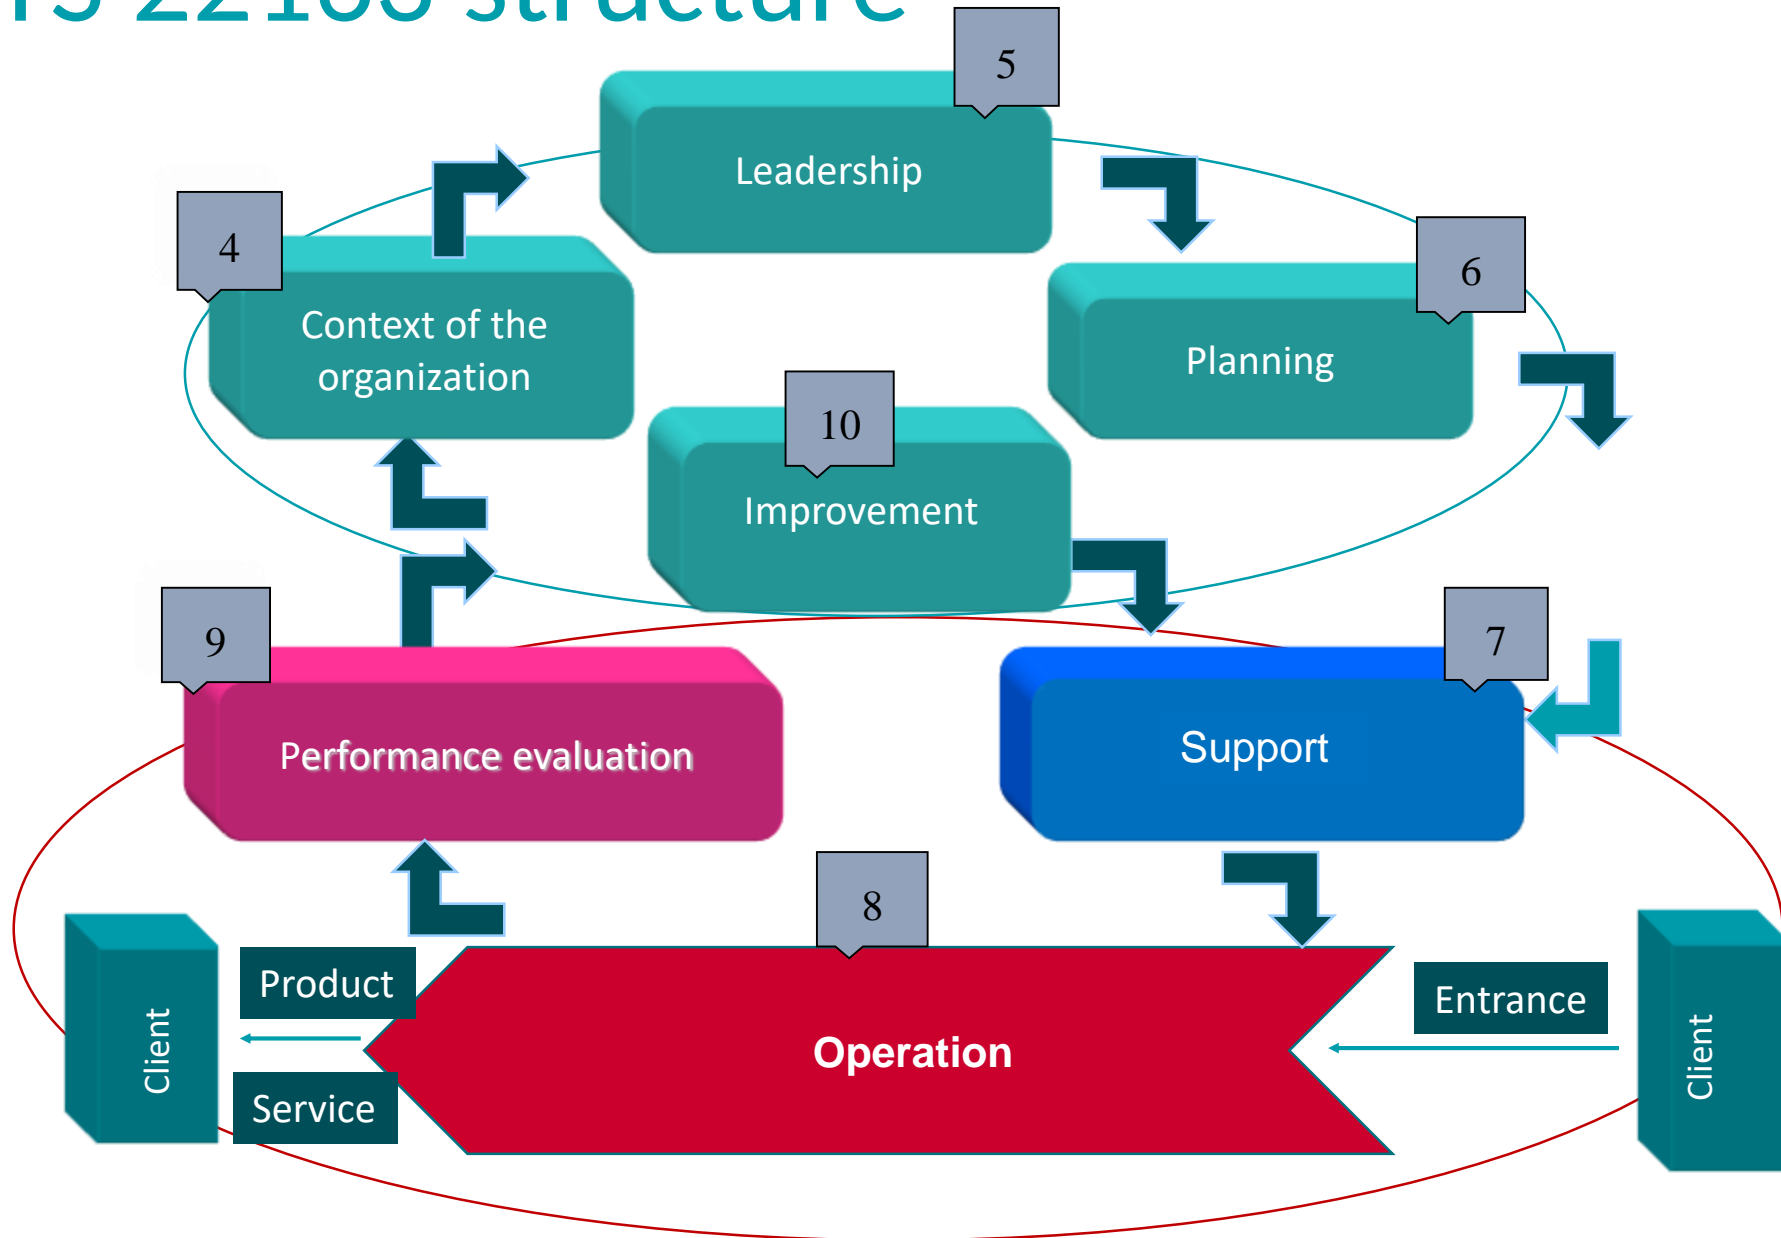 structure
5
Leadership
4
6
Context of the
organization
Planning
10
Improvement
9
7
Performance evaluation
Support
8
Product
Entrance
Client
Operation
Client
Service